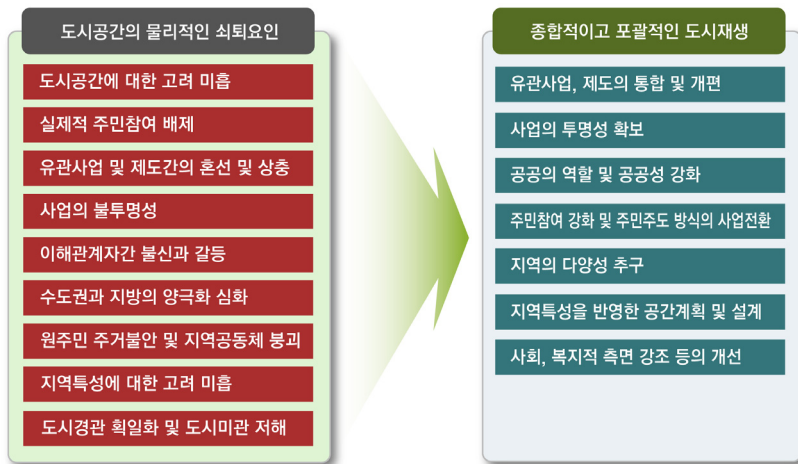 도시공간의 물리적인 쇠퇴요인
도시공간에 대한 고려 미흡
실제적 주민참여 배제
유관사업 및 제도간의 혼선 및 상충
사업의 불투명성
이해관계자간 불신과 갈등
수도권과 지방의 양극화 심화
원주민 주거불안 및 지역공동체 붕괴
지역특성에 대한 고려 미흡
도시경관 획일화 및 도시미관 저해
종합적이고 포괄적인 도시재생
유관사업, 제도의 통합 및 개편
사업의 투명성 확보
공공의 역할 및 공공성 강화
주민참여 강화 및 주민주도 방식의 사업전환
지역의 다양성 추구
지역특성을 반영한 공간계획 및 설계
사회, 복지적 측면 강조 등의 개선